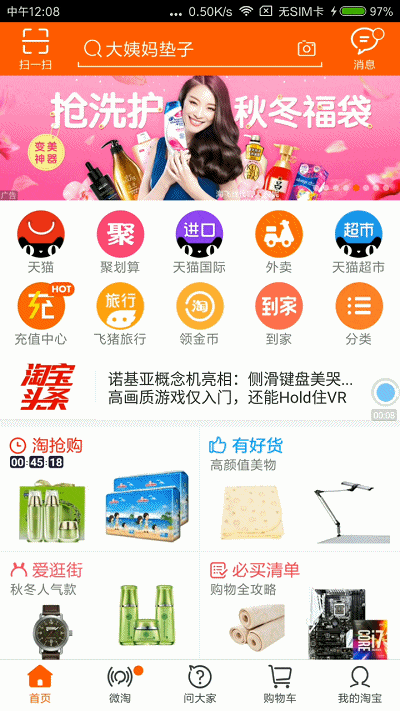 中午12:08
0.50K/s
无SIM卡
97%
扫一扫
大姨妈垫子
消息
抢洗护
秋冬福袋
变美
神器
广告
天猫
聚
聚划算
进口
天猫国际
外卖
超市
天猫超市
充
HOT
充值中心
旅行
飞猪旅行
淘
领金币
到家
到家
分类
淘宝
头条
诺基亚概念机亮相：侧滑键盘美哭...
高画质游戏仅入门，还能Hold住VR
00:08
淘抢购
00:45:18
有好货
高颜值美物
爱逛街
秋冬人气款
必买清单
购物全攻略
CORE i7
首页
微淘
问大家
购物车
我的淘宝